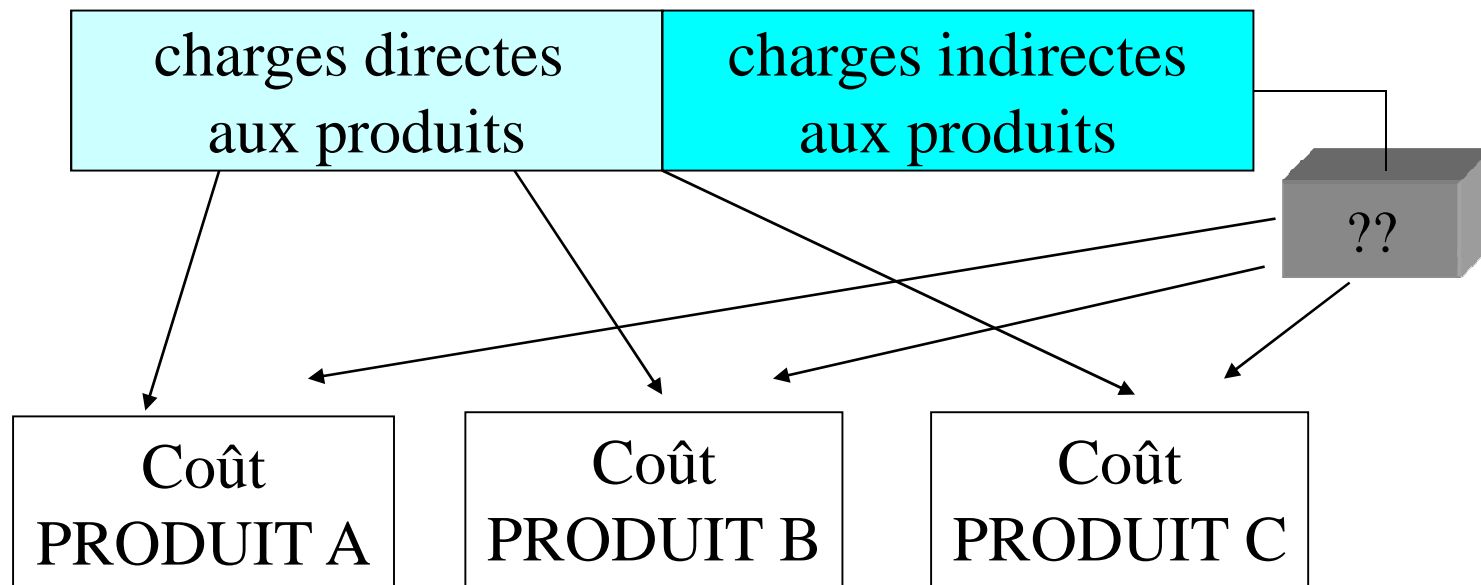 charges directes
aux produits
charges indirectes
aux produits
??
Coût
PRODUIT A
Coût
PRODUIT B
Coût
PRODUIT C